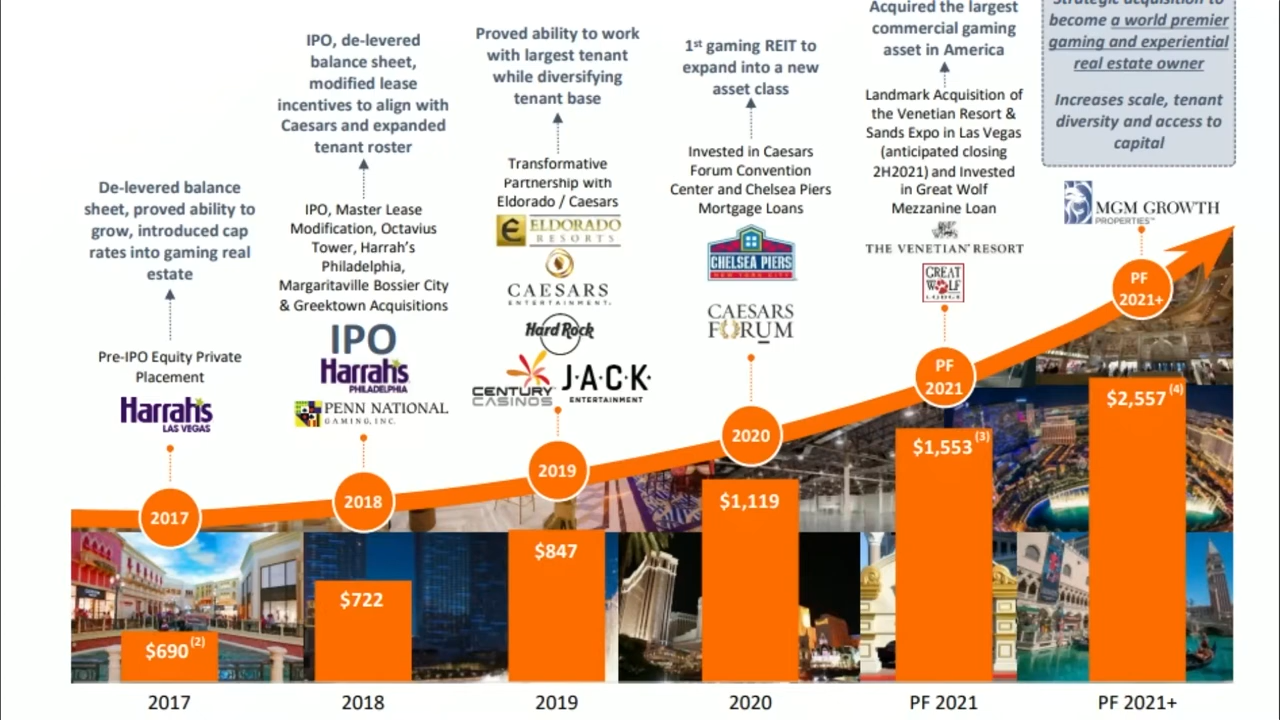 De-levered balance
sheet, proved ability to
grow, introduced cap
rates into gaming real
estate
Pre-IPO Equity Private
Placement
Harrah's
LAS VEGAS
2017
$690 (2)
2017
IPO, de-levered
balance sheet,
modified lease
incentives to align with
Caesars and expanded
tenant roster
IPO, Master Lease
Modification, Octavius
Tower, Harrah's
Philadelphia,
Margaritaville Bossier City
& Greektown Acquisitions
IPO
Harrah's
PHILADELPHIA
PENN NATIONAL
GAMING, INC.
2018
$722
2018
Proved ability to work
with largest tenant
while diversifying
tenant base
Transformative
Partnership with
Eldorado / Caesars
ELDORADO
RESORTS
CAESARS
ENTERTAINMENT.
Hard Rock
CENTURY
CASINOS
J·A·C·K·
ENTERTAINMENT
2019
$847
2019
1st gaming REIT to
expand into a new
asset class
Invested in Caesars
Forum Convention
Center and Chelsea Piers
Mortgage Loans
CHELSEA PIERS
NEW YORK CITY
CAESARS
FORUM
2020
$1,119
2020
Acquired the largest
commercial gaming
asset in America
Landmark Acquisition of
the Venetian Resort &
Sands Expo in Las Vegas
(anticipated closing
2H2021) and Invested
in Great Wolf
Mezzanine Loan
THE VENETIAN RESORT
GREAT
WOLF
LODGE
PF
2021
$1,553 (3)
PF 2021
Strategic acquisition to
become a world premier
gaming and experiential
real estate owner
Increases scale, tenant
diversity and access to
capital
MGM GROWTH
PROPERTIES™
PF
2021+
$2,557 (4)
PF 2021+